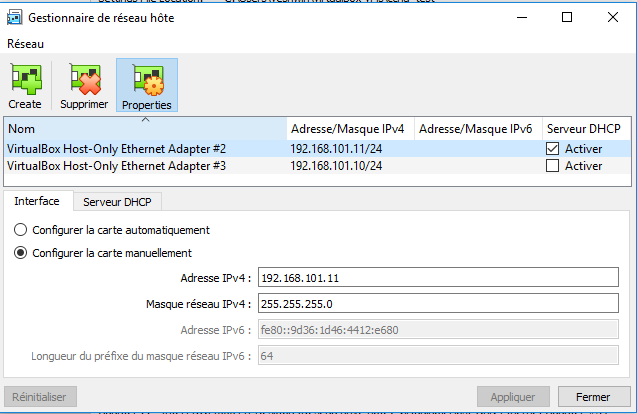 Gestionnaire de réseau hôte
Réseau
Create Supprimer Properties
Nom Adresse/Masque IPv4 Adresse/Masque IPv6 Serveur DHCP
VirtualBox Host-Only Ethernet Adapter #2 192.168.101.11/24 Activer
VirtualBox Host-Only Ethernet Adapter #3 192.168.101.10/24 Activer
Interface Serveur DHCP
Configurer la carte automatiquement
Configurer la carte manuellement
Adresse IPv4 : 192.168.101.11
Masque réseau IPv4 : 255.255.255.0
Adresse IPv6 : fe80::9d36:1d46:4412:e680
Longueur du préfixe du masque réseau IPv6 : 64
Réinitialiser Appliquer Fermer